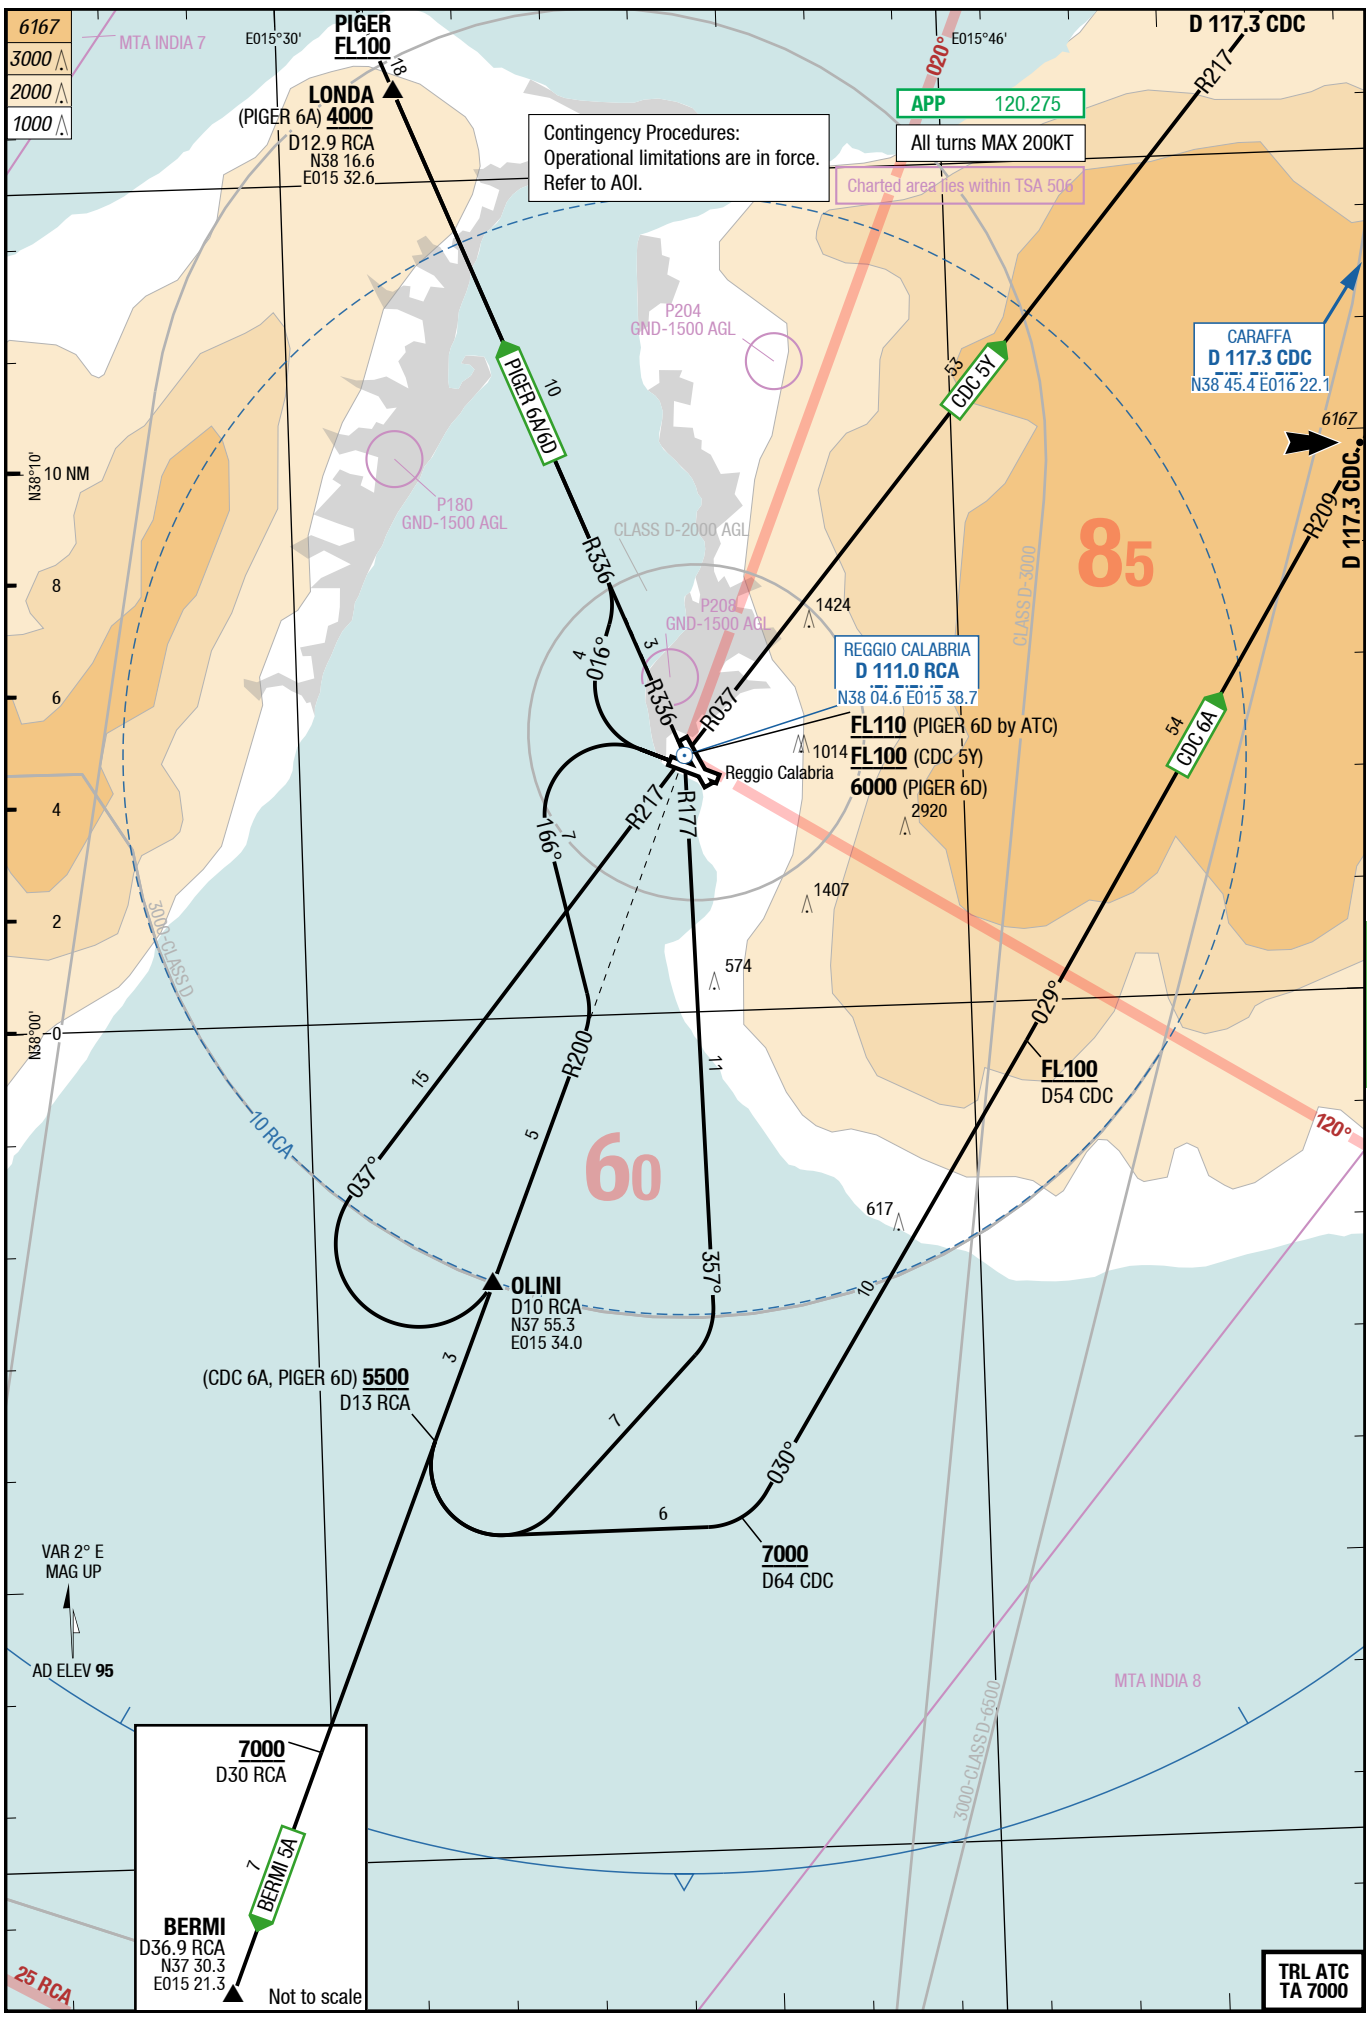 6167
3000
2000
1000
MTA INDIA 7
E015°30'
PIGER
FL100
18
LONDA
(PIGER 6A) 4000
D12.9 RCA
N38 16.6
E015 32.6
Contingency Procedures:
Operational limitations are in force.
Refer to AOI.
020°
E015°46'
APP 120.275
All turns MAX 200KT
Charted area lies within TSA 506
D 117.3 CDC
R217
P204
GND-1500 AGL
CARAFFA
D 117.3 CDC
N38 45.4 E016 22.1
6167
D 117.3 CDC
R209
PIGER 6A/6D
10
53
CDC 5Y
N38°10'
10 NM
P180
GND-1500 AGL
CLASS D-2000 AGL
R336
85
CLASS D-3000
8
P208
GND-1500 AGL
1424
4
016°
3
R336
R037
REGGIO CALABRIA
D 111.0 RCA
N38 04.6 E015 38.7
6
FL110 (PIGER 6D by ATC)
FL100 (CDC 5Y)
6000 (PIGER 6D)
1014
Reggio Calabria
54
CDC 6A
4
R217
R177
7
166°
2920
1407
2
3000-CLASS D
574
N38°00'
0
R200
029°
FL100
D54 CDC
15
11
10 RCA
5
60
120°
037°
617
357°
10
OLINI
D10 RCA
N37 55.3
E015 34.0
3
(CDC 6A, PIGER 6D) 5500
D13 RCA
7
030°
6
7000
D64 CDC
VAR 2° E
MAG UP
AD ELEV 95
MTA INDIA 8
3000-CLASS D-6500
7000
D30 RCA
7
BERMI 5A
BERMI
D36.9 RCA
N37 30.3
E015 21.3
Not to scale
25 RCA
TRL ATC
TA 7000